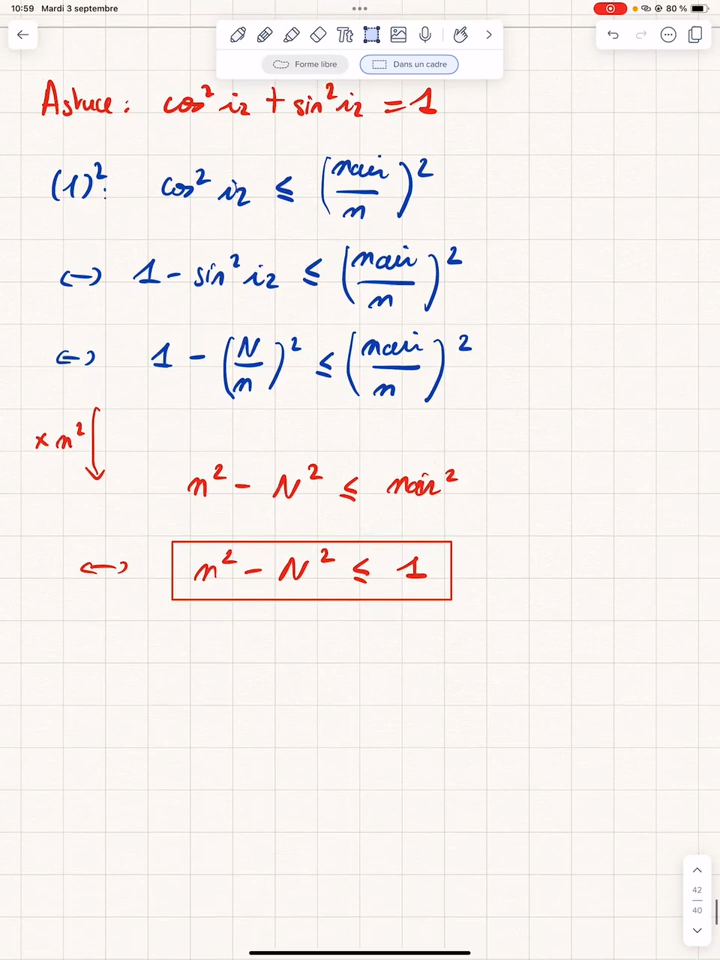 10:59 Mardi 3 septembre
80 %
Forme libre
Dans un cadre
Astuce : cos² i2 + sin² i2 = 1
(1)² : cos² i2 ≤ (nair/n)²
↔ 1 - sin² i2 ≤ (nair/n)²
↔ 1 - (N/n)² ≤ (nair/n)²
× n²
n² - N² ≤ nair²
↔ n² - N² ≤ 1
42
40